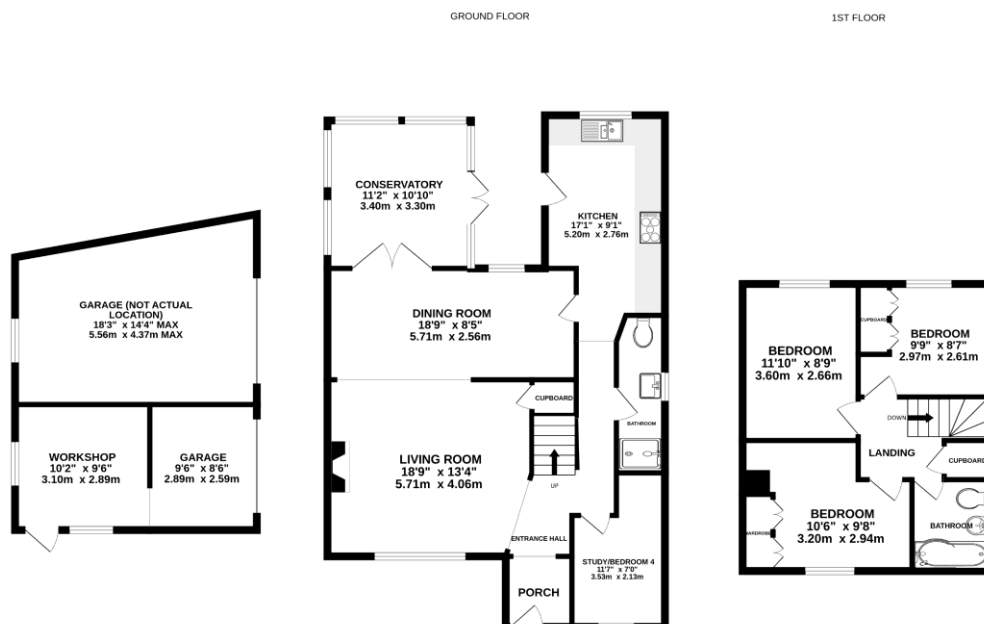 GROUND FLOOR
1ST FLOOR
CONSERVATORY
11'2" x 10'10"
3.40m x 3.30m
KITCHEN
17'1" x 9'1"
5.20m x 2.76m
GARAGE (NOT ACTUAL
LOCATION)
18'3" x 14'4" MAX
5.56m x 4.37m MAX
DINING ROOM
18'9" x 8'5"
5.71m x 2.56m
CUPBOARD
BATHROOM
WORKSHOP
10'2" x 9'6"
3.10m x 2.89m
GARAGE
9'6" x 8'6"
2.89m x 2.59m
LIVING ROOM
18'9" x 13'4"
5.71m x 4.06m
UP
ENTRANCE HALL
STUDY/BEDROOM 4
11'7" x 7'0"
3.53m x 2.13m
PORCH
BEDROOM
11'10" x 8'9"
3.60m x 2.66m
CUPBOARD
BEDROOM
9'9" x 8'7"
2.97m x 2.61m
DOWN
LANDING
CUPBOARD
BEDROOM
10'6" x 9'8"
3.20m x 2.94m
WARDROBE
BATHROOM